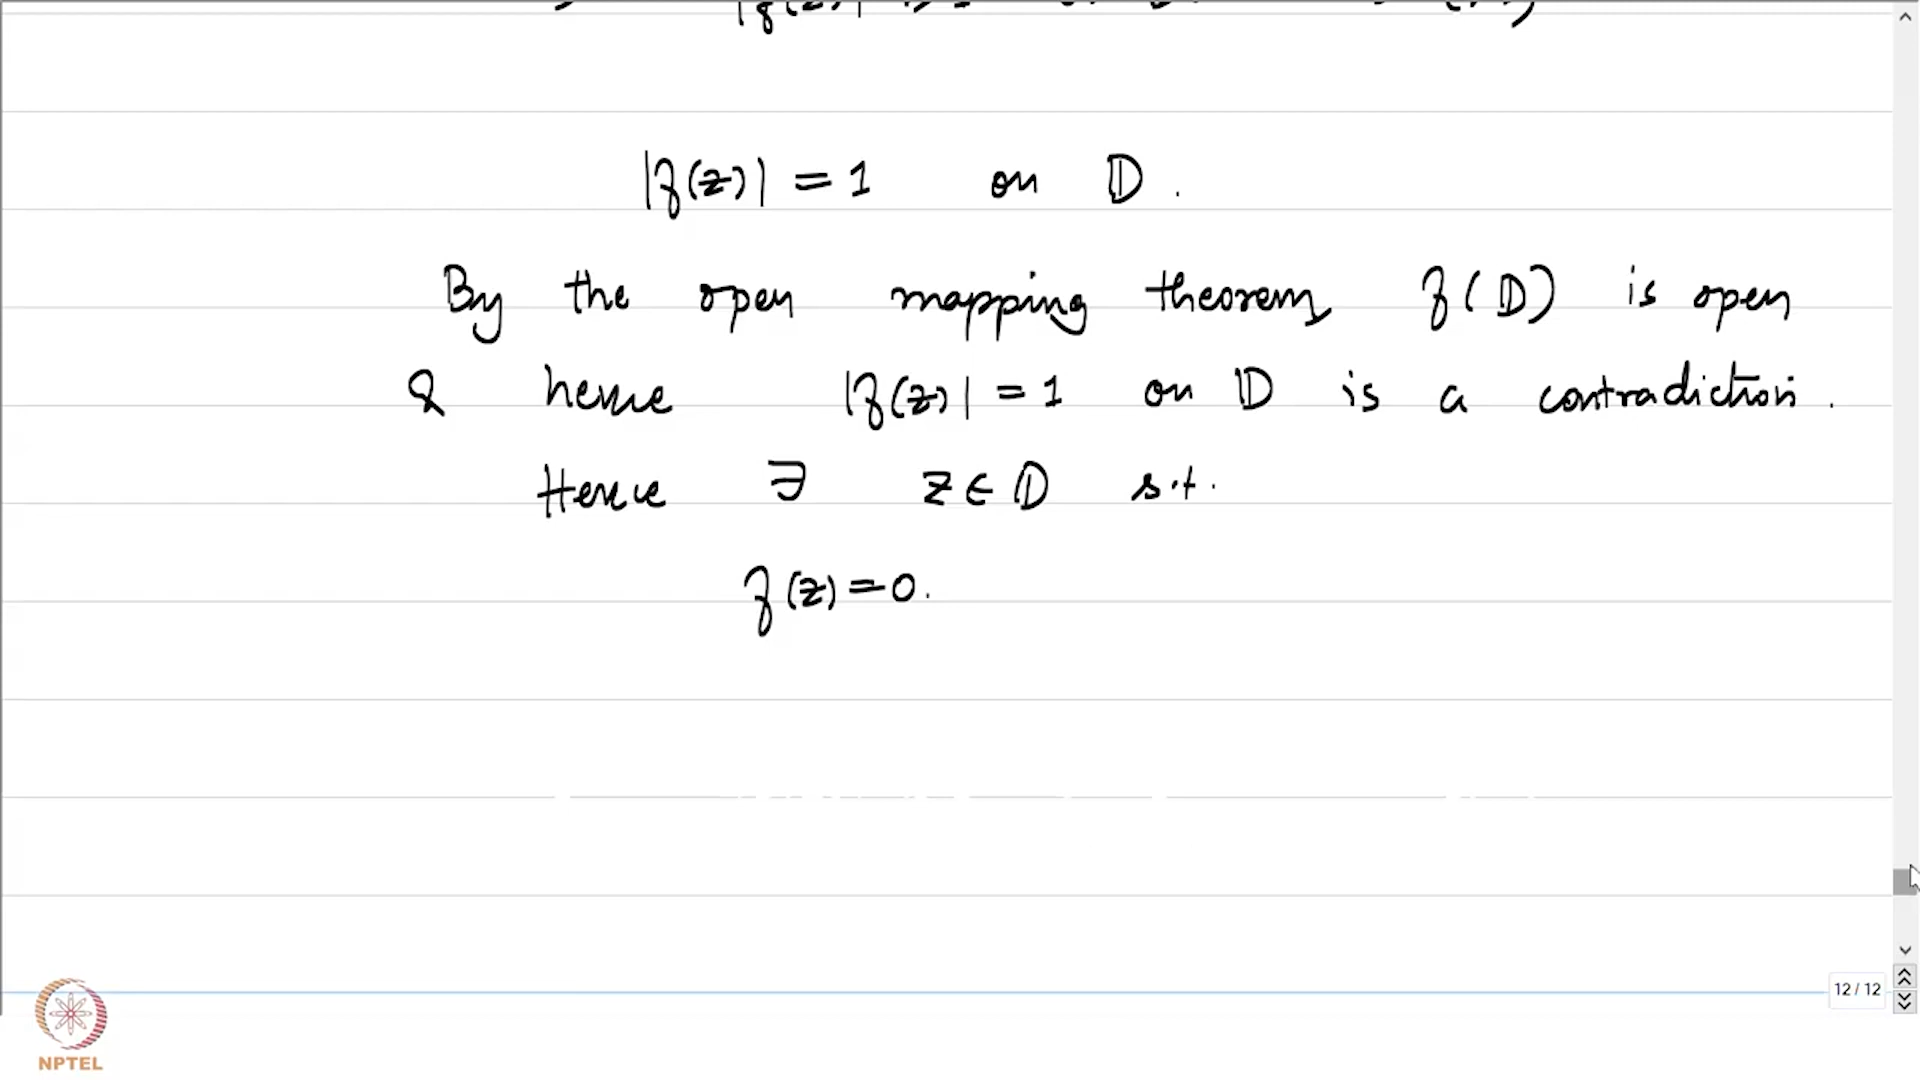 |f(z)| = 1 on 𝔻.
By the open mapping theorem f(𝔻) is open
& hence |f(z)| = 1 on 𝔻 is a contradiction.
Hence ∃ z ∈ 𝔻 s.t.
f(z) = 0.
12 / 12
NPTEL